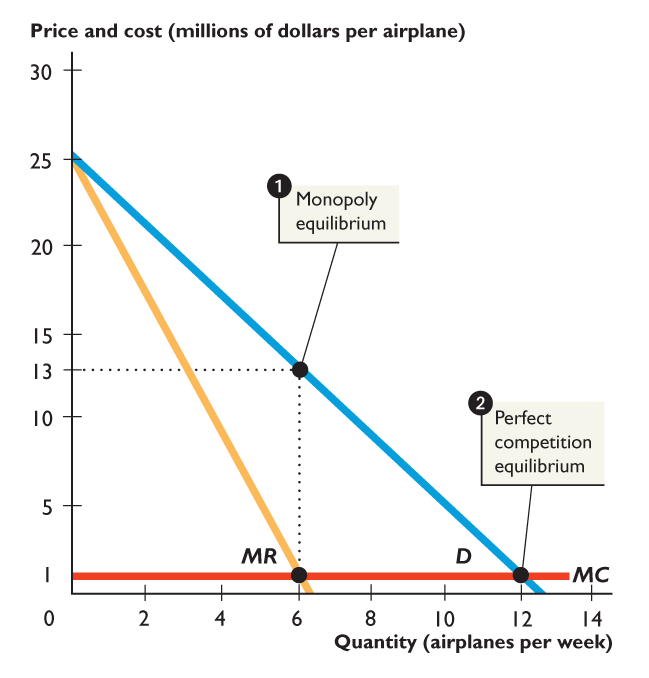 Price and cost (millions of dollars per airplane)
30
25
1
Monopoly
equilibrium
20
15
13
2
10
Perfect
competition
equilibrium
5
MR
D
1
MC
0
2
4
6
8
10
12
14
Quantity (airplanes per week)